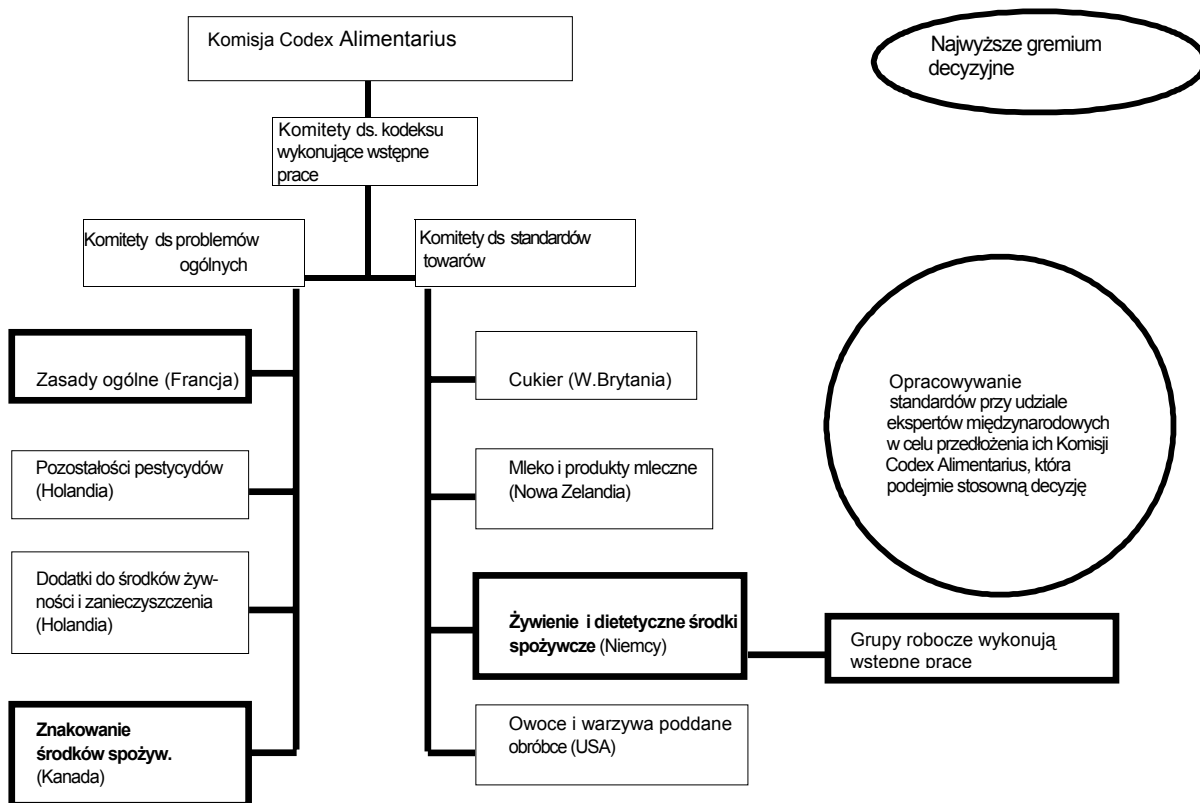 Komisja Codex Alimentarius
Najwyższe gremium
decyzyjne
Komitety ds. kodeksu
wykonujące wstępne
prace
Komitety ds problemów
ogólnych
Komitety ds standardów
towarów
Zasady ogólne (Francja)
Cukier (W.Brytania)
Opracowywanie
standardów przy udziale
ekspertów międzynarodowych
w celu przedłożenia ich Komisji
Codex Alimentarius, która
podejmie stosowną decyzję
Pozostałości pestycydów
(Holandia)
Mleko i produkty mleczne
(Nowa Zelandia)
Dodatki do środków żyw-
ności i zanieczyszczenia
(Holandia)
Żywienie i dietetyczne środki
spożywcze (Niemcy)
Grupy robocze wykonują
wstępne prace
Znakowanie
środków spożyw.
(Kanada)
Owoce i warzywa poddane
obróbce (USA)